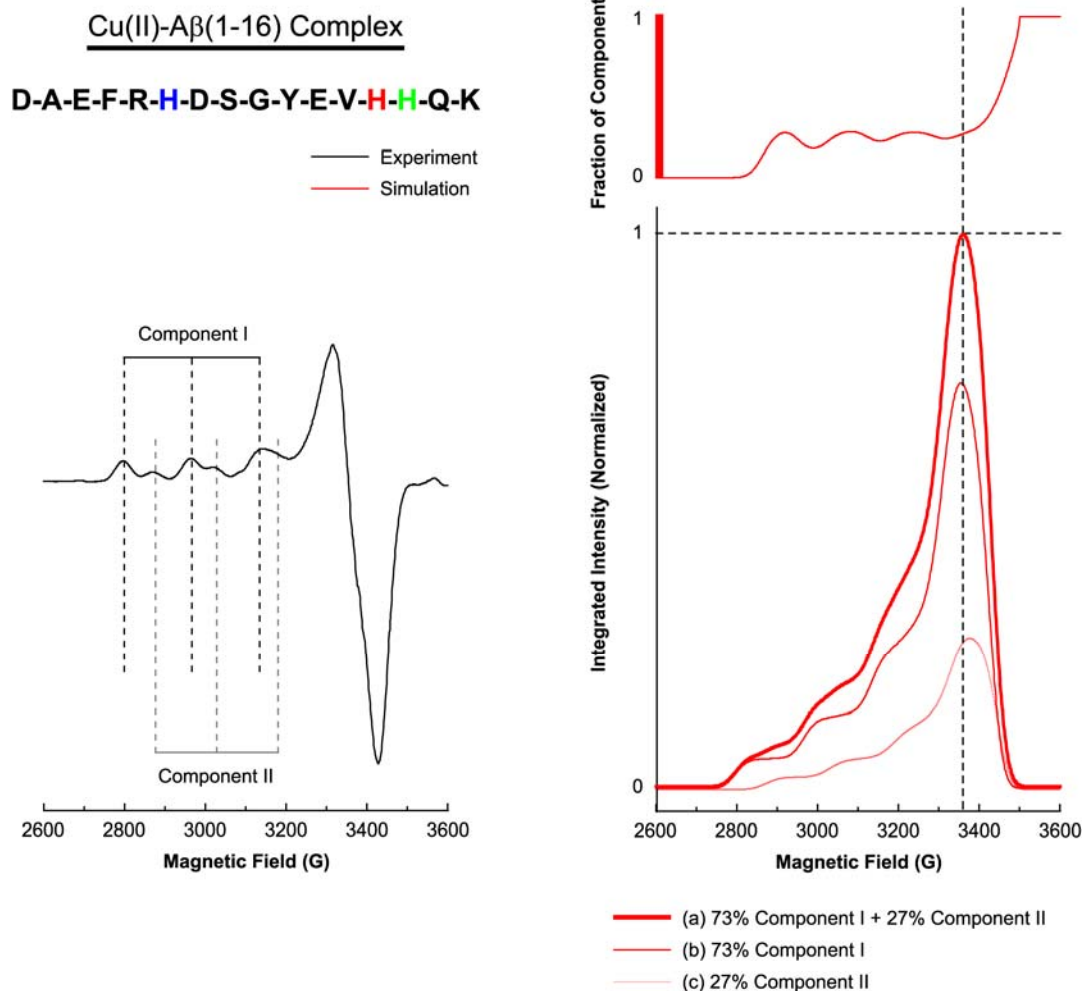 Cu(II)-Aβ(1-16) Complex
D-A-E-F-R-H-D-S-G-Y-E-V-H-H-Q-K
Experiment
Simulation
Component I
Component II
2600 2800 3000 3200 3400 3600
Magnetic Field (G)
Fraction of Component
1
0
Integrated Intensity (Normalized)
1
0
2600 2800 3000 3200 3400 3600
Magnetic Field (G)
(a) 73% Component I + 27% Component II
(b) 73% Component I
(c) 27% Component II